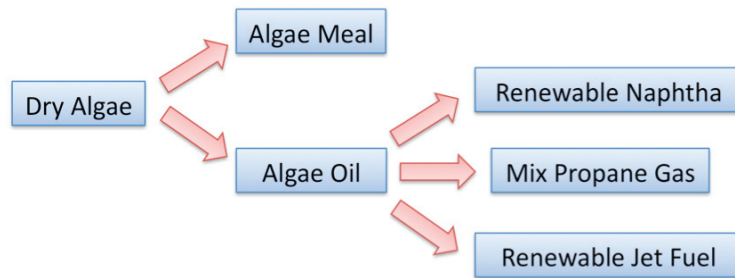 Algae Meal
Dry Algae
Renewable Naphtha
Algae Oil
Mix Propane Gas
Renewable Jet Fuel